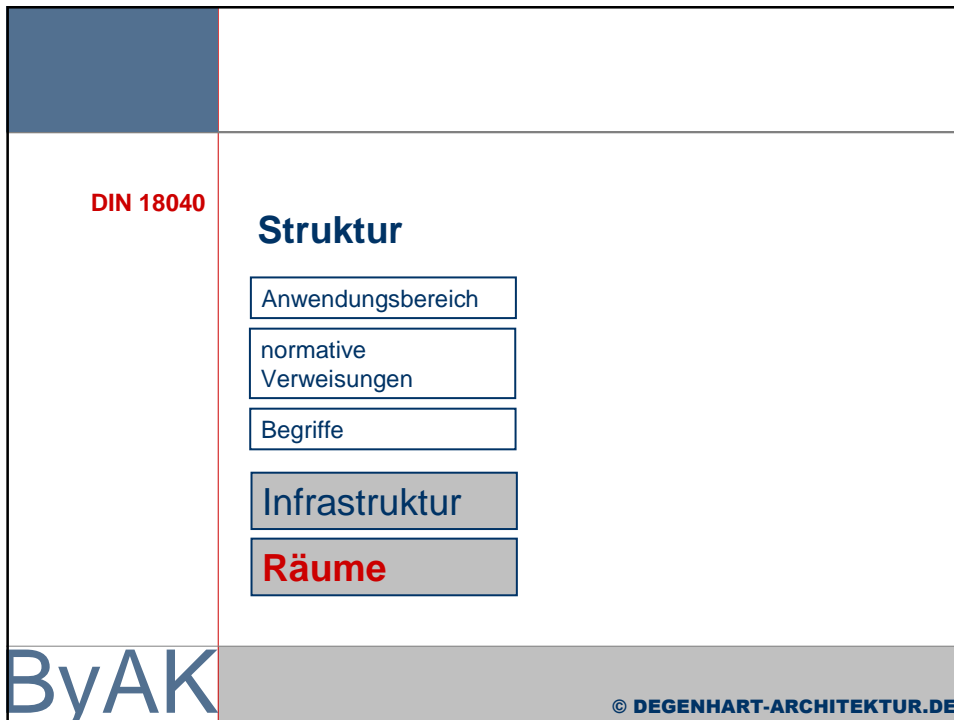 DIN 18040
Struktur
Anwendungsbereich
normative
Verweisungen
Begriffe
Infrastruktur
Räume
ByAK
© DEGENHART-ARCHITEKTUR.DE